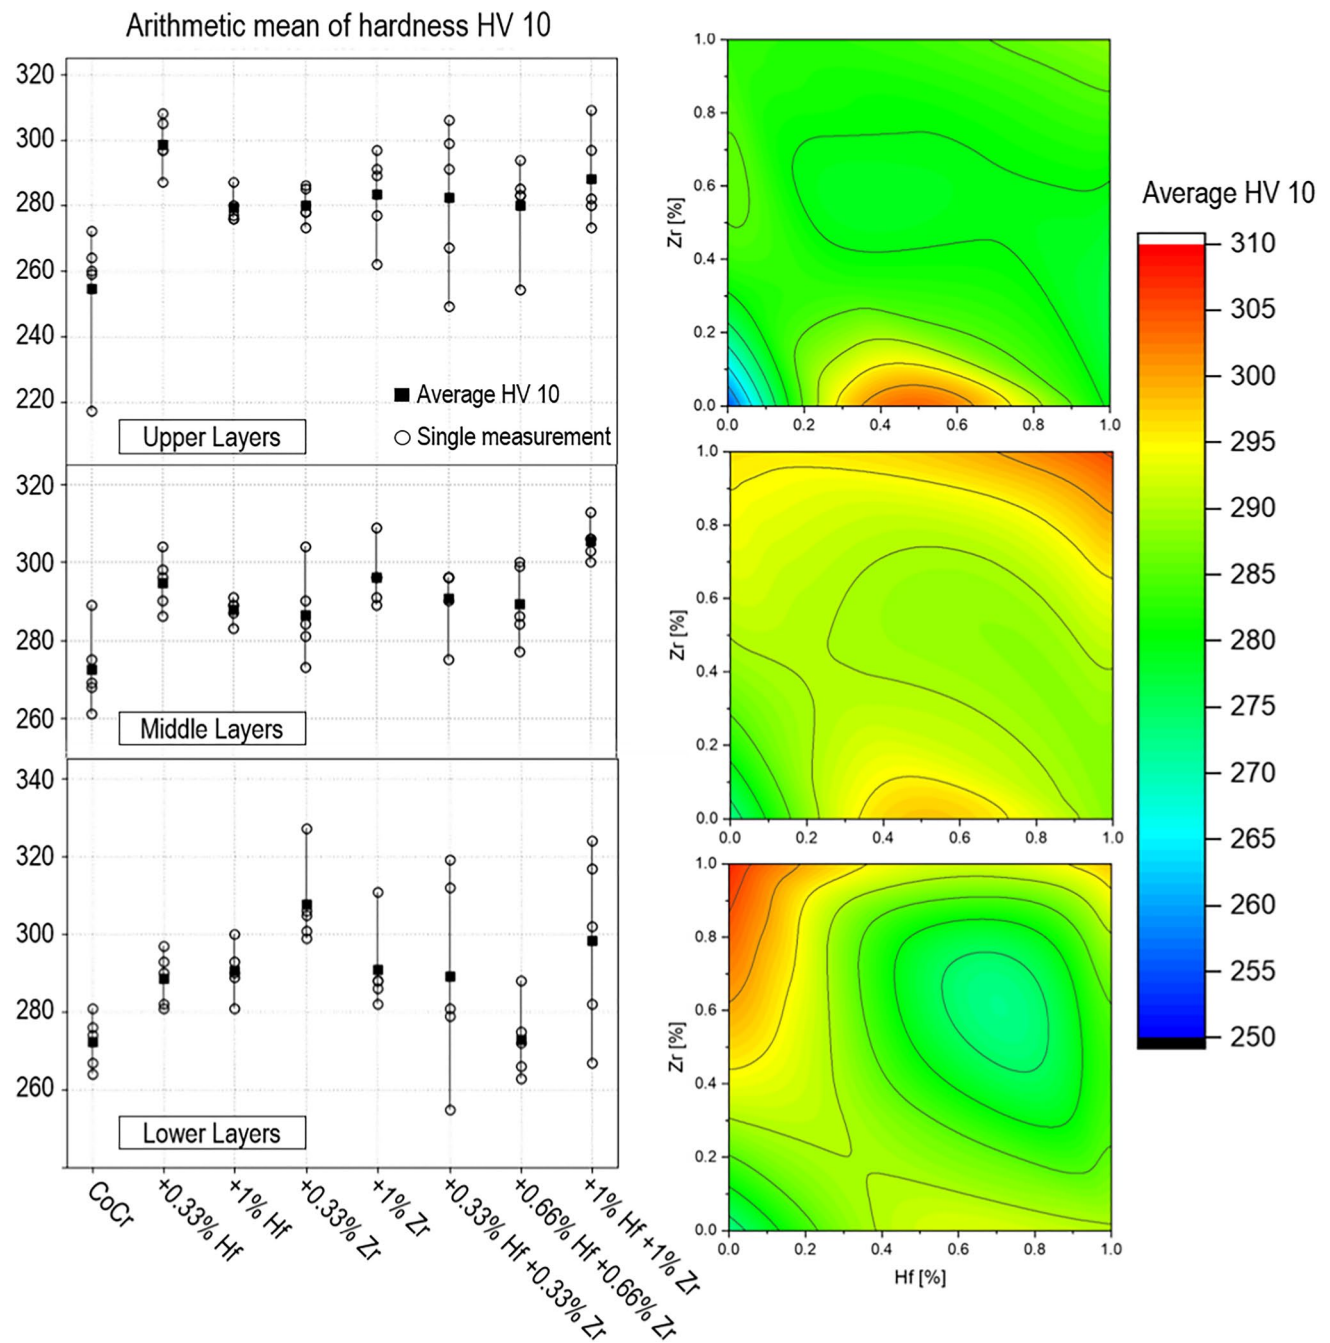 Arithmetic mean of hardness HV 10
320
300
280
260
240
220
Average HV 10
Single measurement
Upper Layers
320
300
280
260
Middle Layers
340
320
300
280
260
Lower Layers
CoCr
+0.33% Hf
+1% Hf
+0.33% Zr
+1% Zr
+0.33% Hf +0.33% Zr
+0.66% Hf +0.66% Zr
+1% Hf +1% Zr
1.0
0.8
0.6
0.4
0.2
0.0
Zr [%]
0.0 0.2 0.4 0.6 0.8 1.0
1.0
0.8
0.6
0.4
0.2
0.0
Zr [%]
0.0 0.2 0.4 0.6 0.8 1.0
1.0
0.8
0.6
0.4
0.2
0.0
Zr [%]
0.0 0.2 0.4 0.6 0.8 1.0
Hf [%]
Average HV 10
310
305
300
295
290
285
280
275
270
265
260
255
250